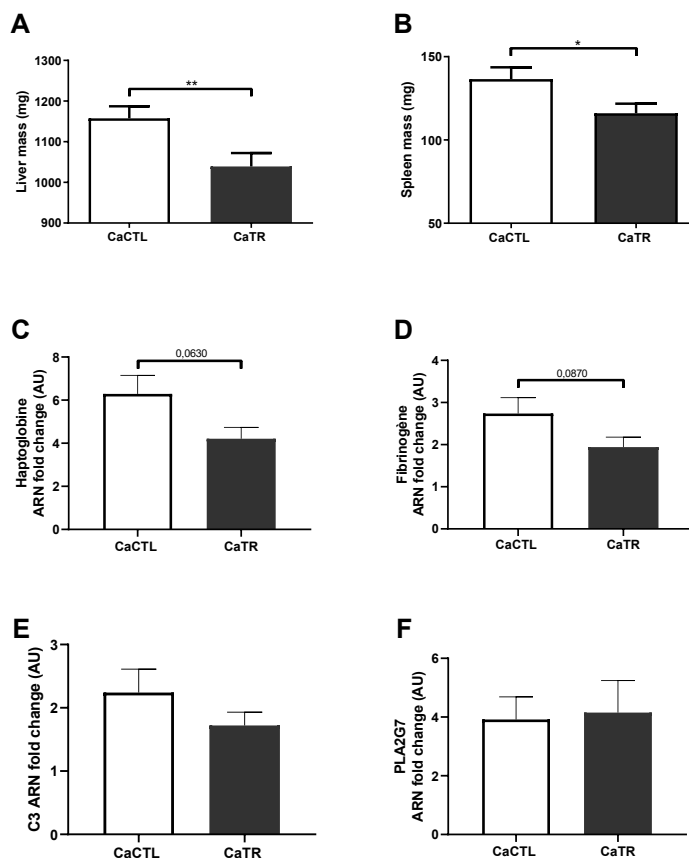 A
Liver mass (mg)
1300
1200
1100
1000
900
**
CaCTL
CaTR
B
Spleen mass (mg)
150
100
50
*
CaCTL
CaTR
C
Haptoglobine
ARN fold change (AU)
8
6
4
2
0
0,0630
CaCTL
CaTR
D
Fibrinogène
ARN fold change (AU)
4
3
2
1
0
0,0870
CaCTL
CaTR
E
C3 ARN fold change (AU)
3
2
1
0
CaCTL
CaTR
F
PLA2G7
ARN fold change (AU)
6
4
2
0
CaCTL
CaTR